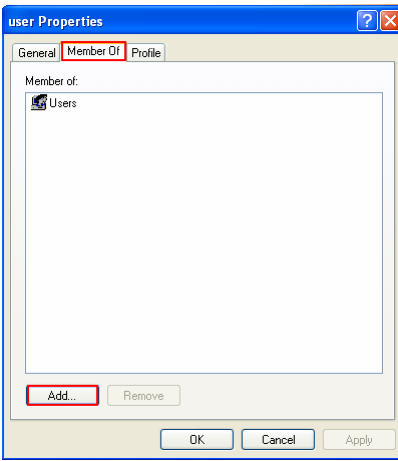 user Properties
General Member Of Profile
Member of:
Users
Add... Remove
OK Cancel Apply